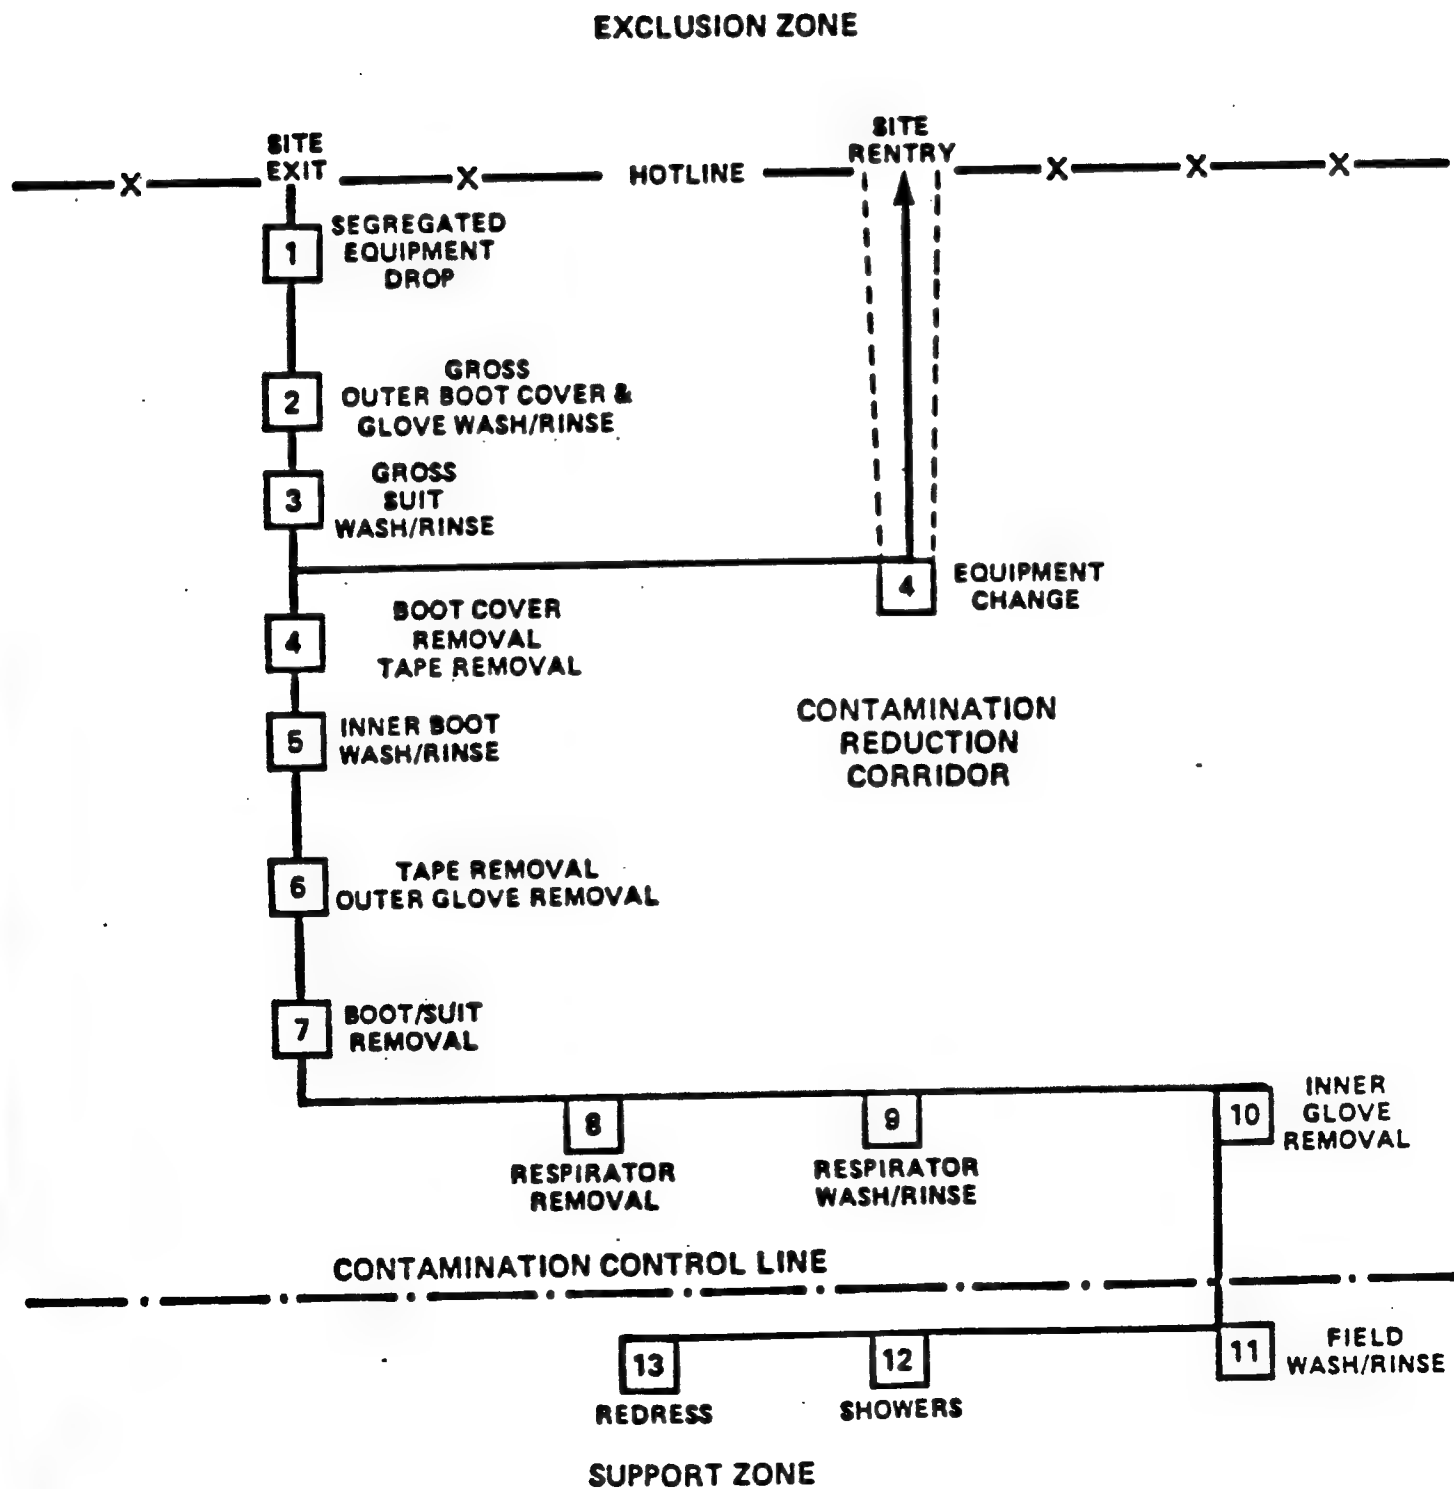 EXCLUSION ZONE
SITE
EXIT
X
X
HOTLINE
SITE
RENTRY
X
X
X
1
SEGREGATED
EQUIPMENT
DROP
2
GROSS
OUTER BOOT COVER &
GLOVE WASH/RINSE
3
GROSS
SUIT
WASH/RINSE
4
EQUIPMENT
CHANGE
4
BOOT COVER
REMOVAL
TAPE REMOVAL
5
INNER BOOT
WASH/RINSE
CONTAMINATION
REDUCTION
CORRIDOR
6
TAPE REMOVAL
OUTER GLOVE REMOVAL
7
BOOT/SUIT
REMOVAL
8
RESPIRATOR
REMOVAL
9
RESPIRATOR
WASH/RINSE
10
INNER
GLOVE
REMOVAL
CONTAMINATION CONTROL LINE
13
REDRESS
12
SHOWERS
11
FIELD
WASH/RINSE
SUPPORT ZONE